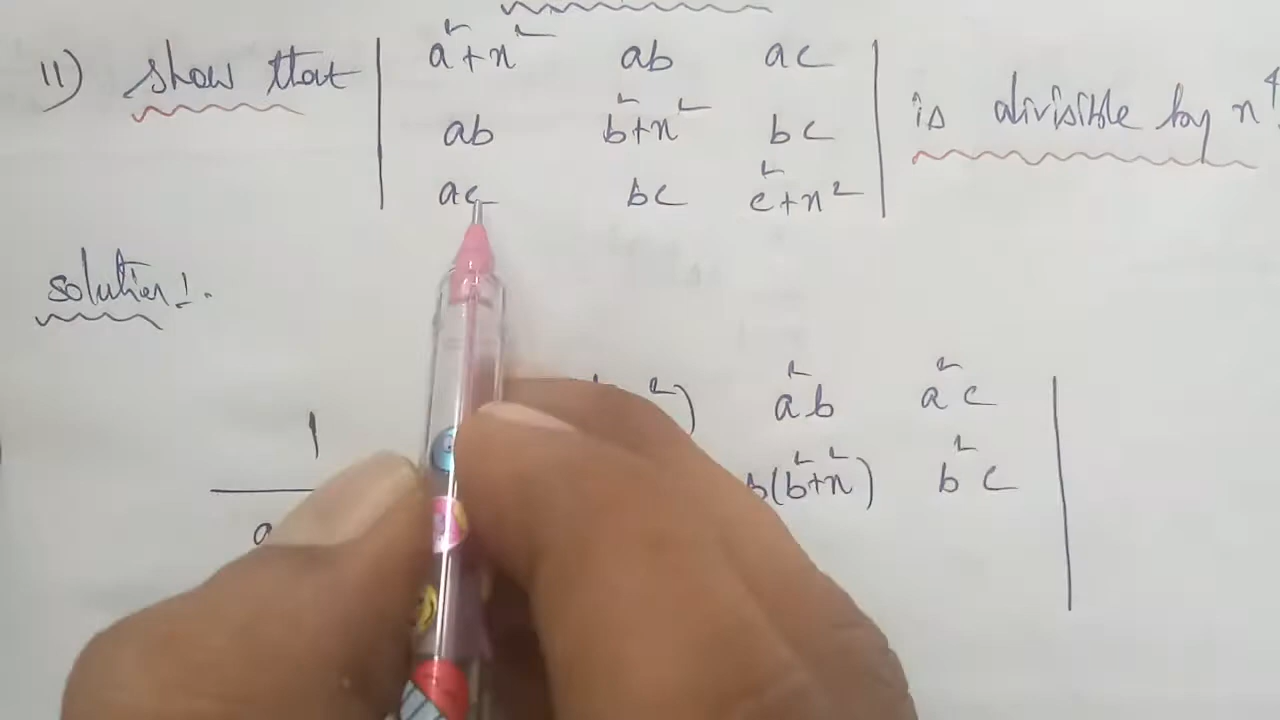 11) show that | a²+x² ab ac | is divisible by x⁴.
| ab b²+x² bc |
| ac bc c²+x² |
solution:.
1 ²) a²b a²c |
a b(b²+x²) b²c |